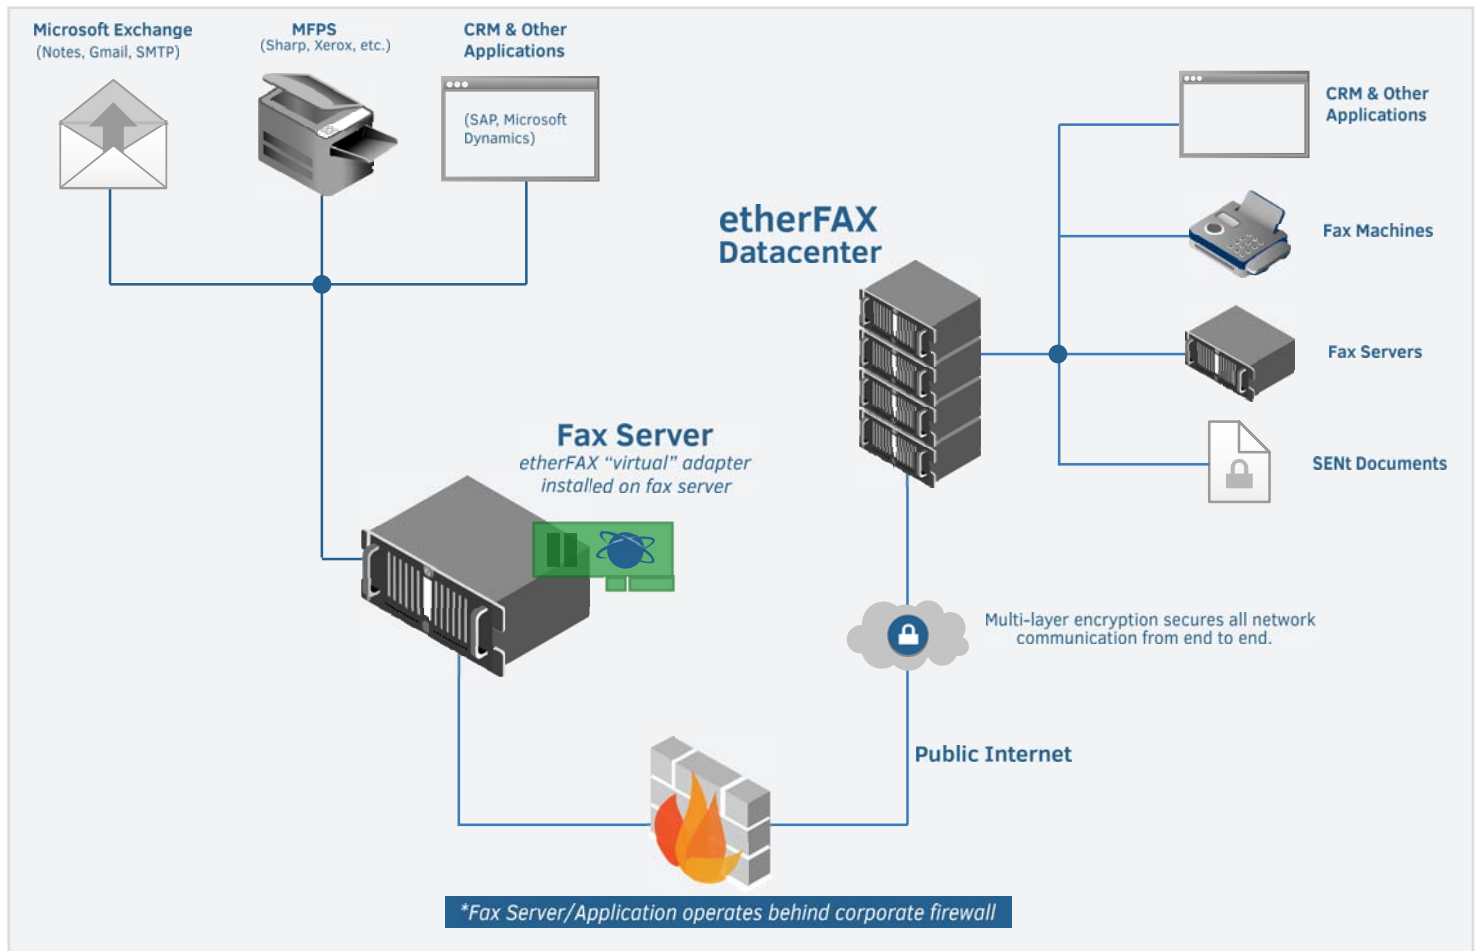 Microsoft Exchange
(Notes, Gmail, SMTP)
MFPS
(Sharp, Xerox, etc.)
CRM & Other
Applications
(SAP, Microsoft
Dynamics)
CRM & Other
Applications
etherFAX
Datacenter
Fax Machines
Fax Servers
Fax Server
etherFAX “virtual” adapter
installed on fax server
SENt Documents
Multi-layer encryption secures all network
communication from end to end.
Public Internet
*Fax Server/Application operates behind corporate firewall